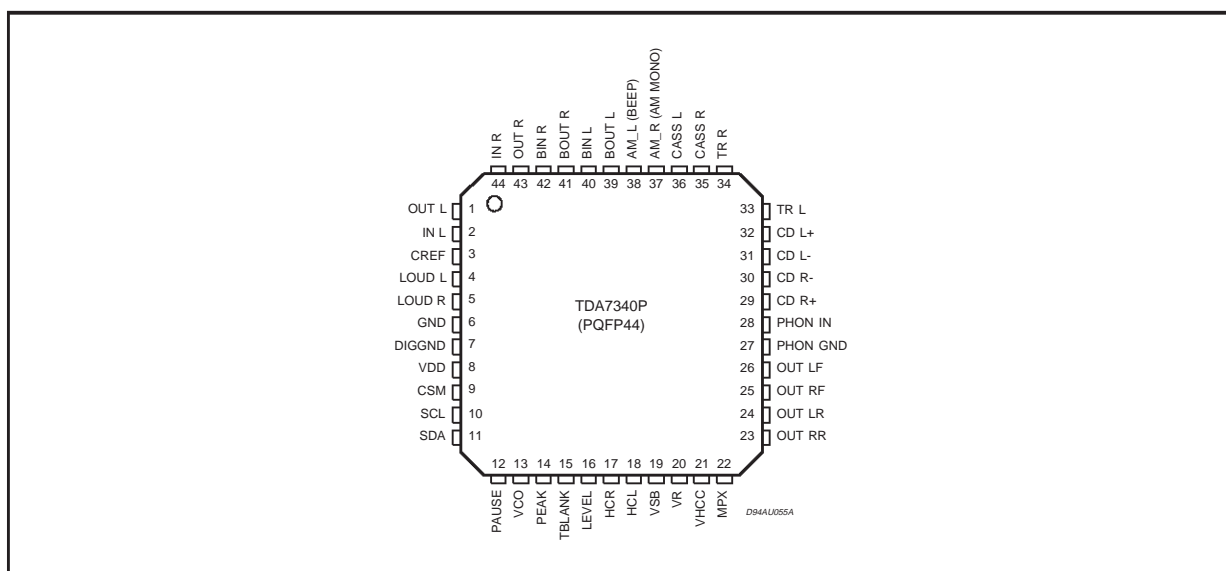 IN R
OUT R
BIN R
BOUT R
BIN L
BOUT L
AM_L (BEEP)
AM_R (AM MONO)
CASS L
CASS R
TR R
44 43 42 41 40 39 38 37 36 35 34
OUT L 1
IN L 2
CREF 3
LOUD L 4
LOUD R 5
GND 6
DIGGND 7
VDD 8
CSM 9
SCL 10
SDA 11
TDA7340P
(PQFP44)
33 TR L
32 CD L+
31 CD L-
30 CD R-
29 CD R+
28 PHON IN
27 PHON GND
26 OUT LF
25 OUT RF
24 OUT LR
23 OUT RR
12 13 14 15 16 17 18 19 20 21 22
PAUSE
VCO
PEAK
TBLANK
LEVEL
HCR
HCL
VSB
VR
VHCC
MPX
D94AU055A